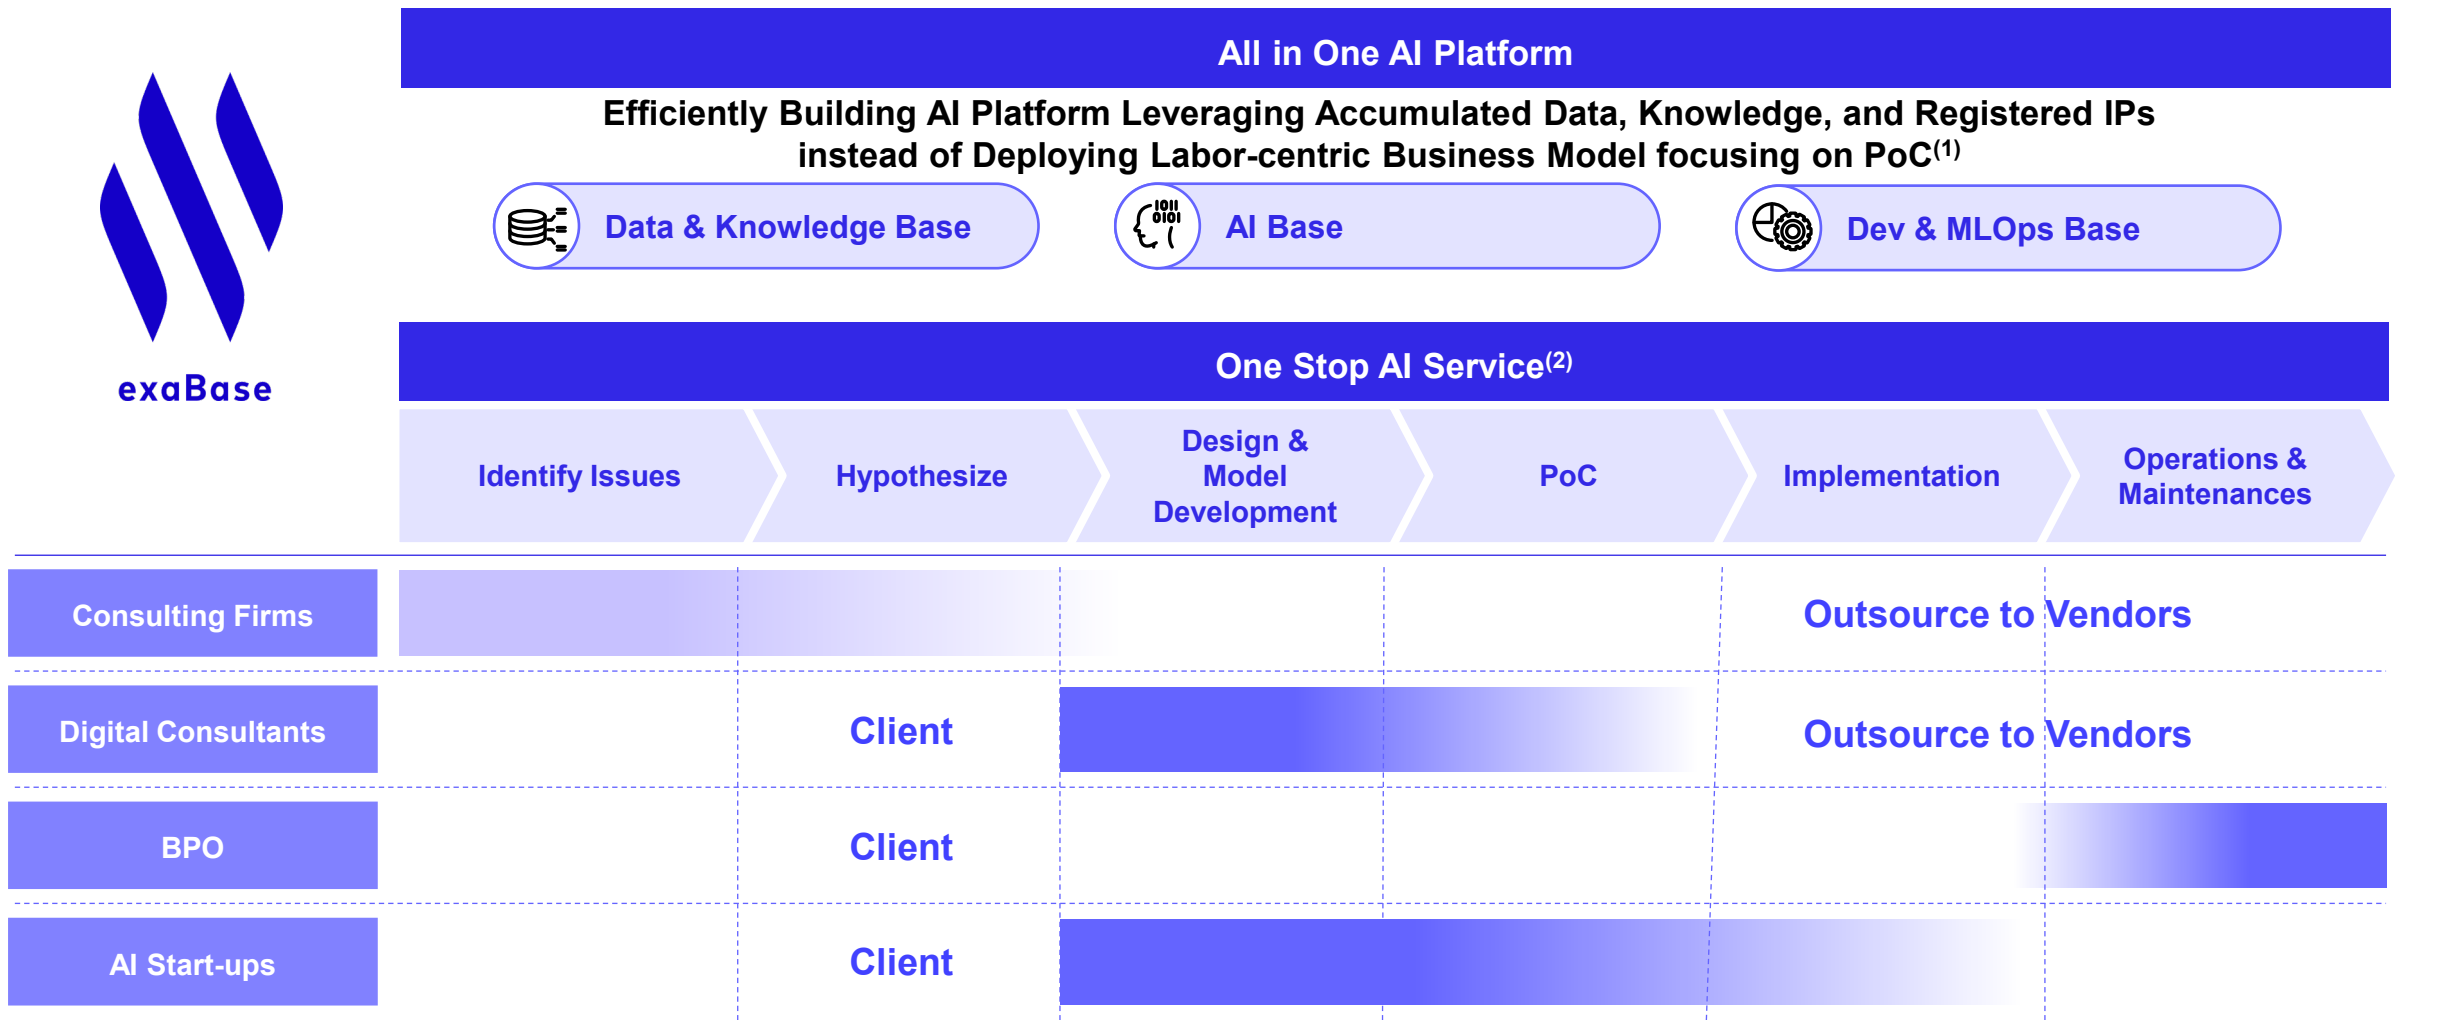 All in One AI Platform
Efficiently Building AI Platform Leveraging Accumulated Data, Knowledge, and Registered IPs
instead of Deploying Labor-centric Business Model focusing on PoC(1)
Data & Knowledge Base
1011
0101
AI Base
Dev & MLOps Base
exaBase
One Stop AI Service(2)
Identify Issues
Hypothesize
Design &
Model
Development
PoC
Implementation
Operations &
Maintenances
Consulting Firms
Outsource to Vendors
Digital Consultants
Client
Outsource to Vendors
BPO
Client
AI Start-ups
Client